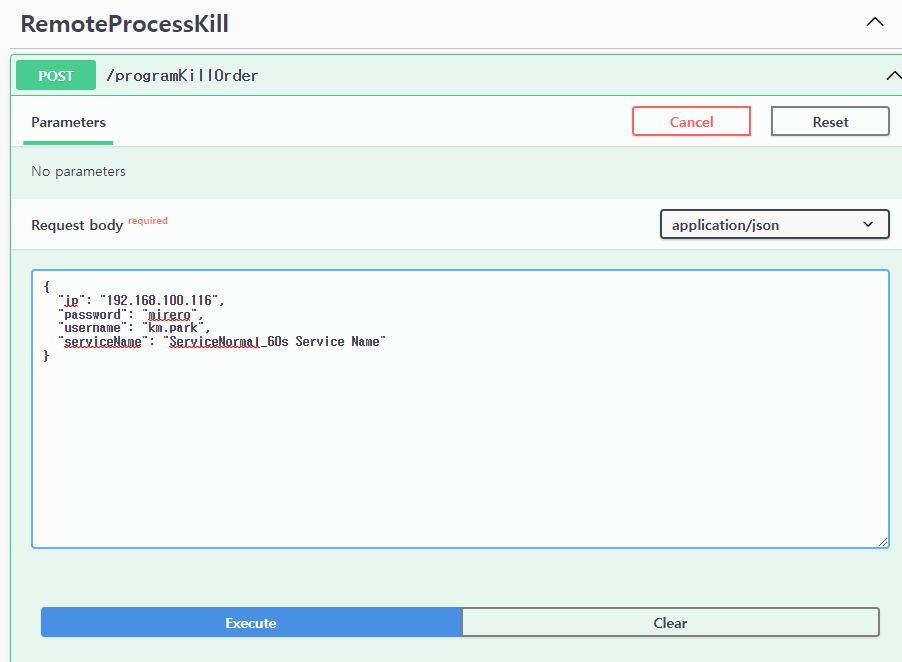 RemoteProcessKill
POST /programKillOrder
Parameters Cancel Reset
No parameters
Request body required application/json
{
"ip": "192.168.100.116",
"password": "mirero",
"username": "km.park",
"serviceName": "ServiceNormal_60s Service Name"
}
Execute Clear